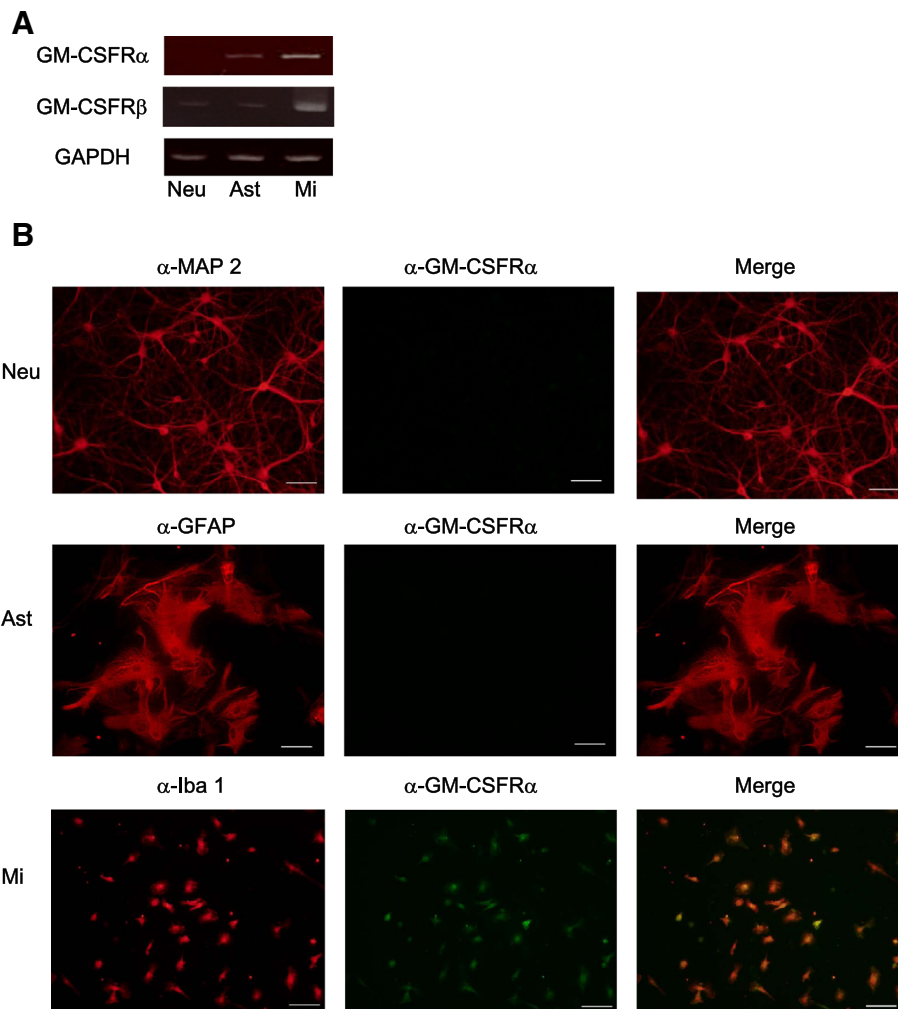 A
GM-CSFRα
GM-CSFRβ
GAPDH
Neu Ast Mi
B
α-MAP 2 α-GM-CSFRα Merge
Neu
α-GFAP α-GM-CSFRα Merge
Ast
α-Iba 1 α-GM-CSFRα Merge
Mi